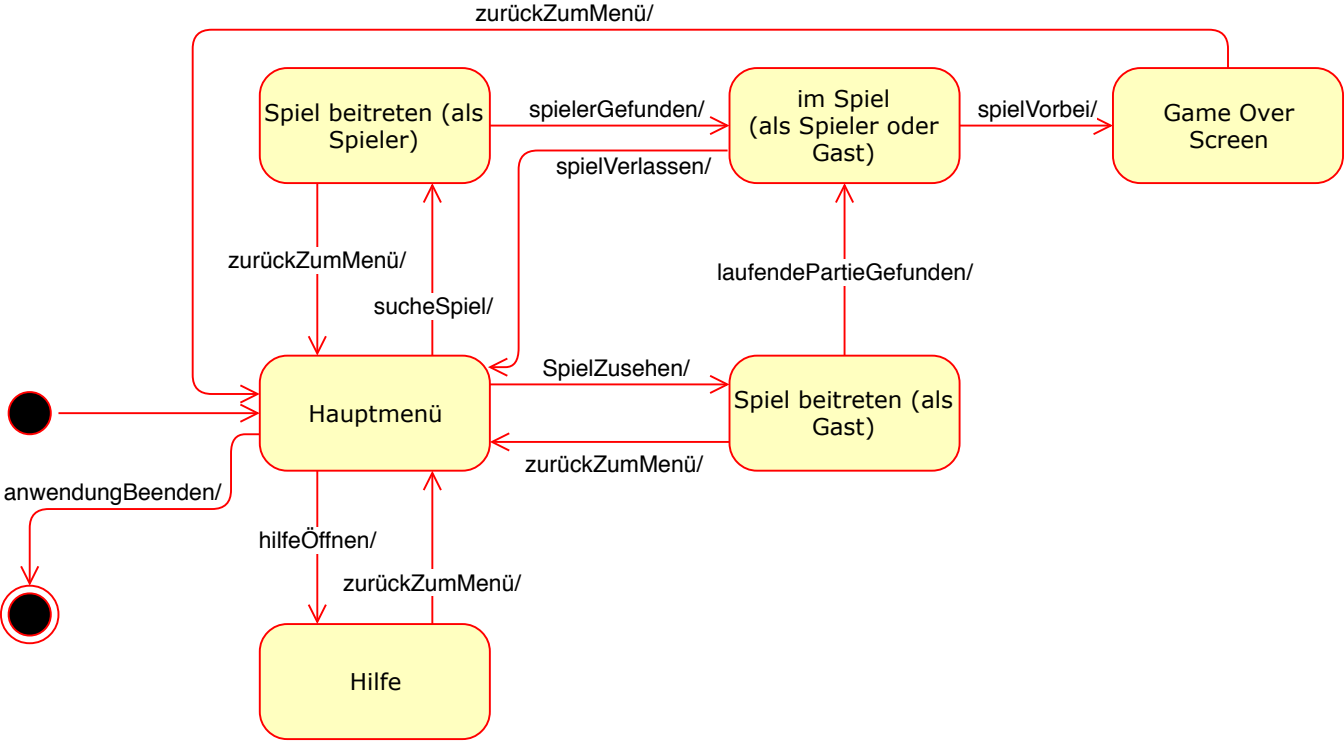 zurückZumMenü/
Spiel beitreten (als
Spieler)
spielerGefunden/
im Spiel
(als Spieler oder
Gast)
spielVorbei/
Game Over
Screen
spielVerlassen/
zurückZumMenü/
laufendePartieGefunden/
sucheSpiel/
SpielZusehen/
Hauptmenü
Spiel beitreten (als
Gast)
zurückZumMenü/
anwendungBeenden/
hilfeÖffnen/
zurückZumMenü/
Hilfe